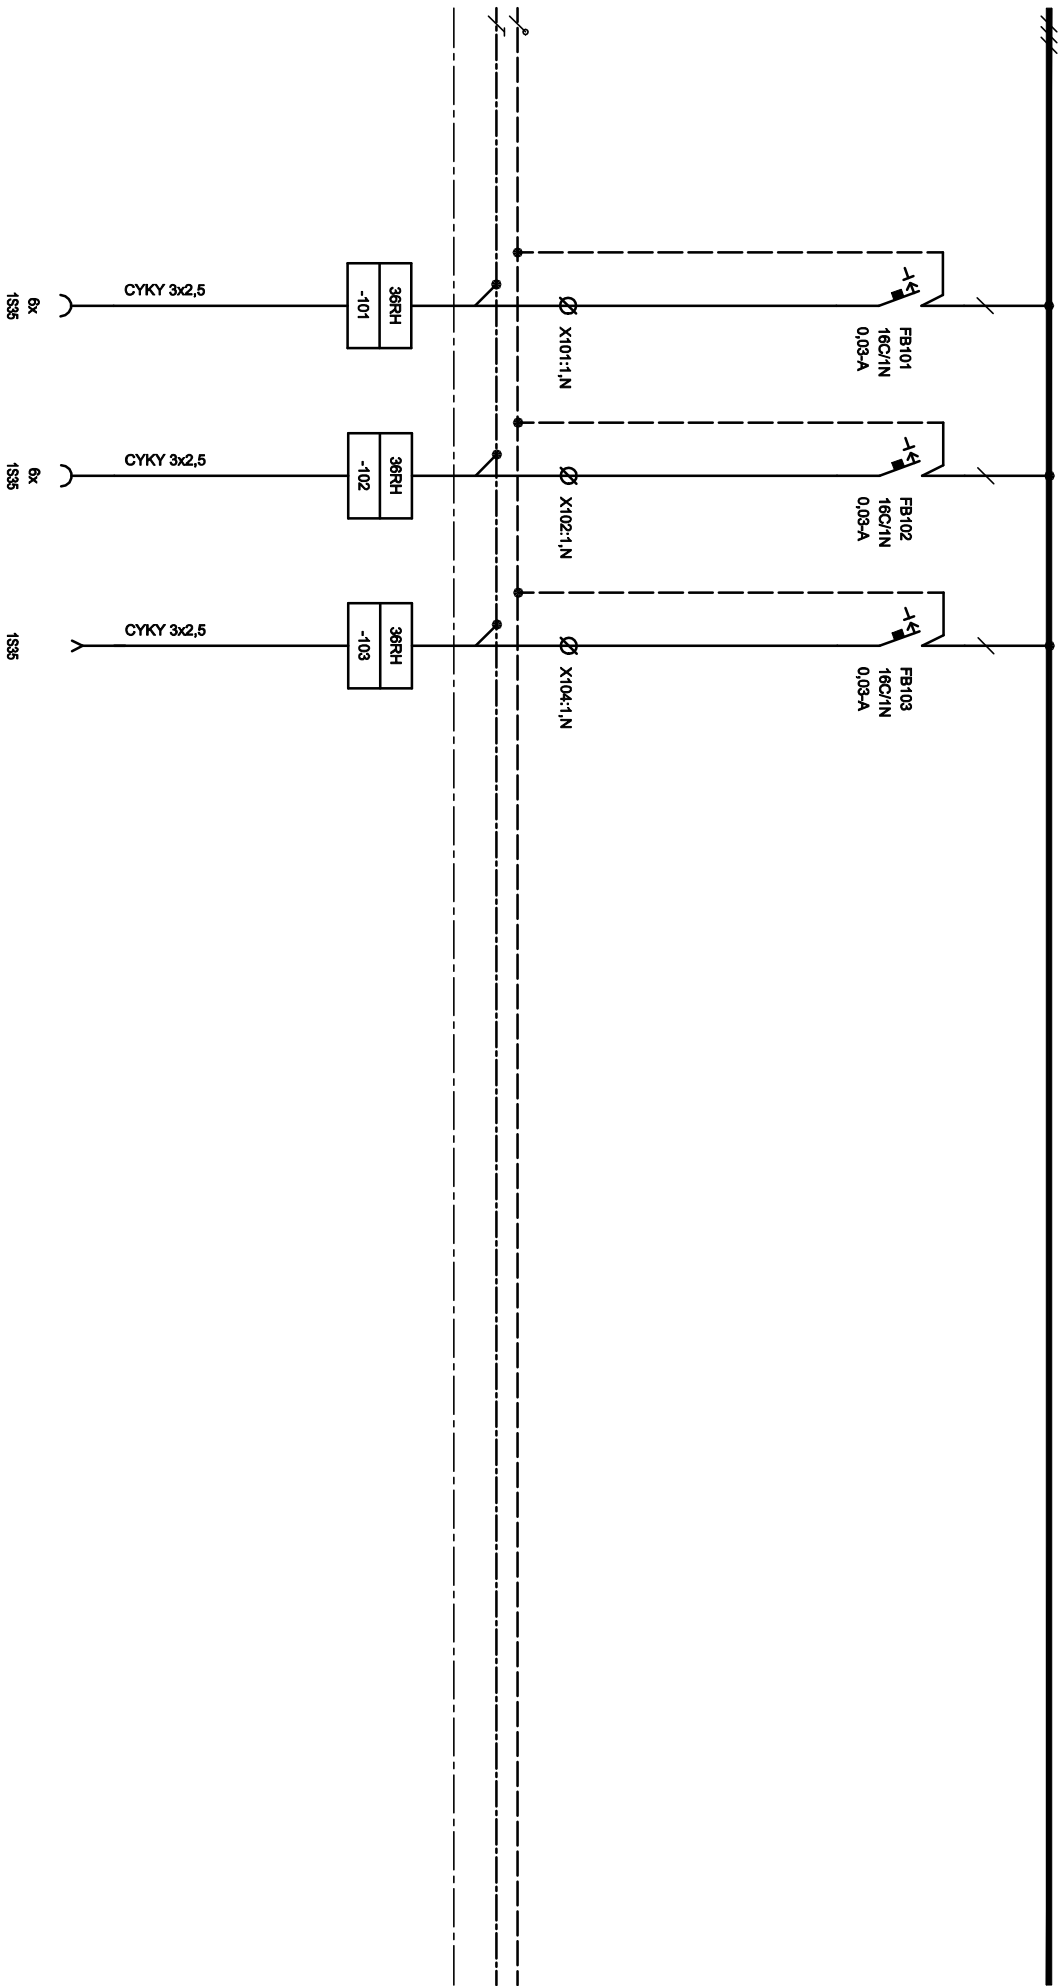 FB101
16C/1N
0,03-A
X101:1,N
36RH
-101
CYKY 3x2,5
6x
1S35
FB102
16C/1N
0,03-A
X102:1,N
36RH
-102
CYKY 3x2,5
6x
1S35
FB103
16C/1N
0,03-A
X104:1,N
36RH
-103
CYKY 3x2,5
1S35